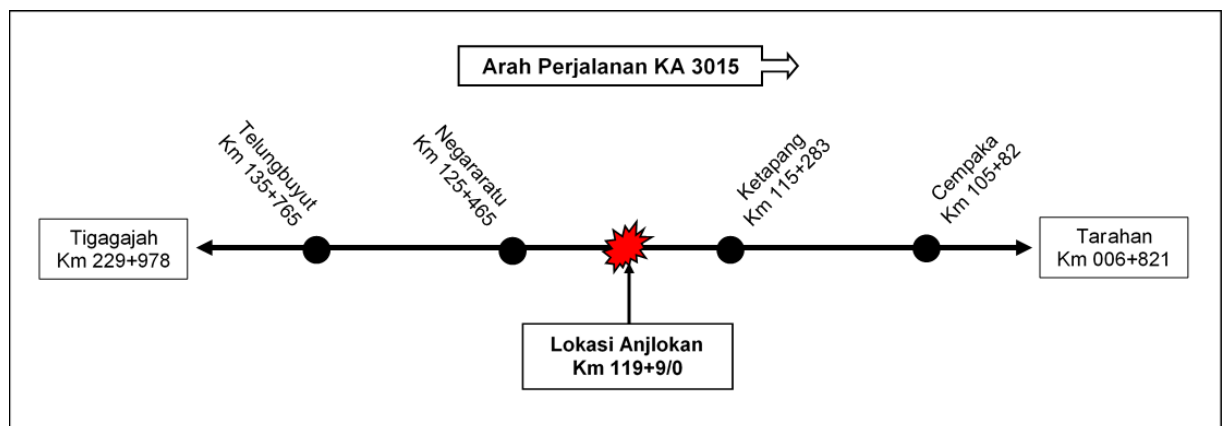 Arah Perjalanan KA 3015
Telungbuyut
Km 135+765
Negararatu
Km 125+465
Ketapang
Km 115+283
Cempaka
Km 105+82
Tigagajah
Km 229+978
Tarahan
Km 006+821
Lokasi Anjlokan
Km 119+9/0